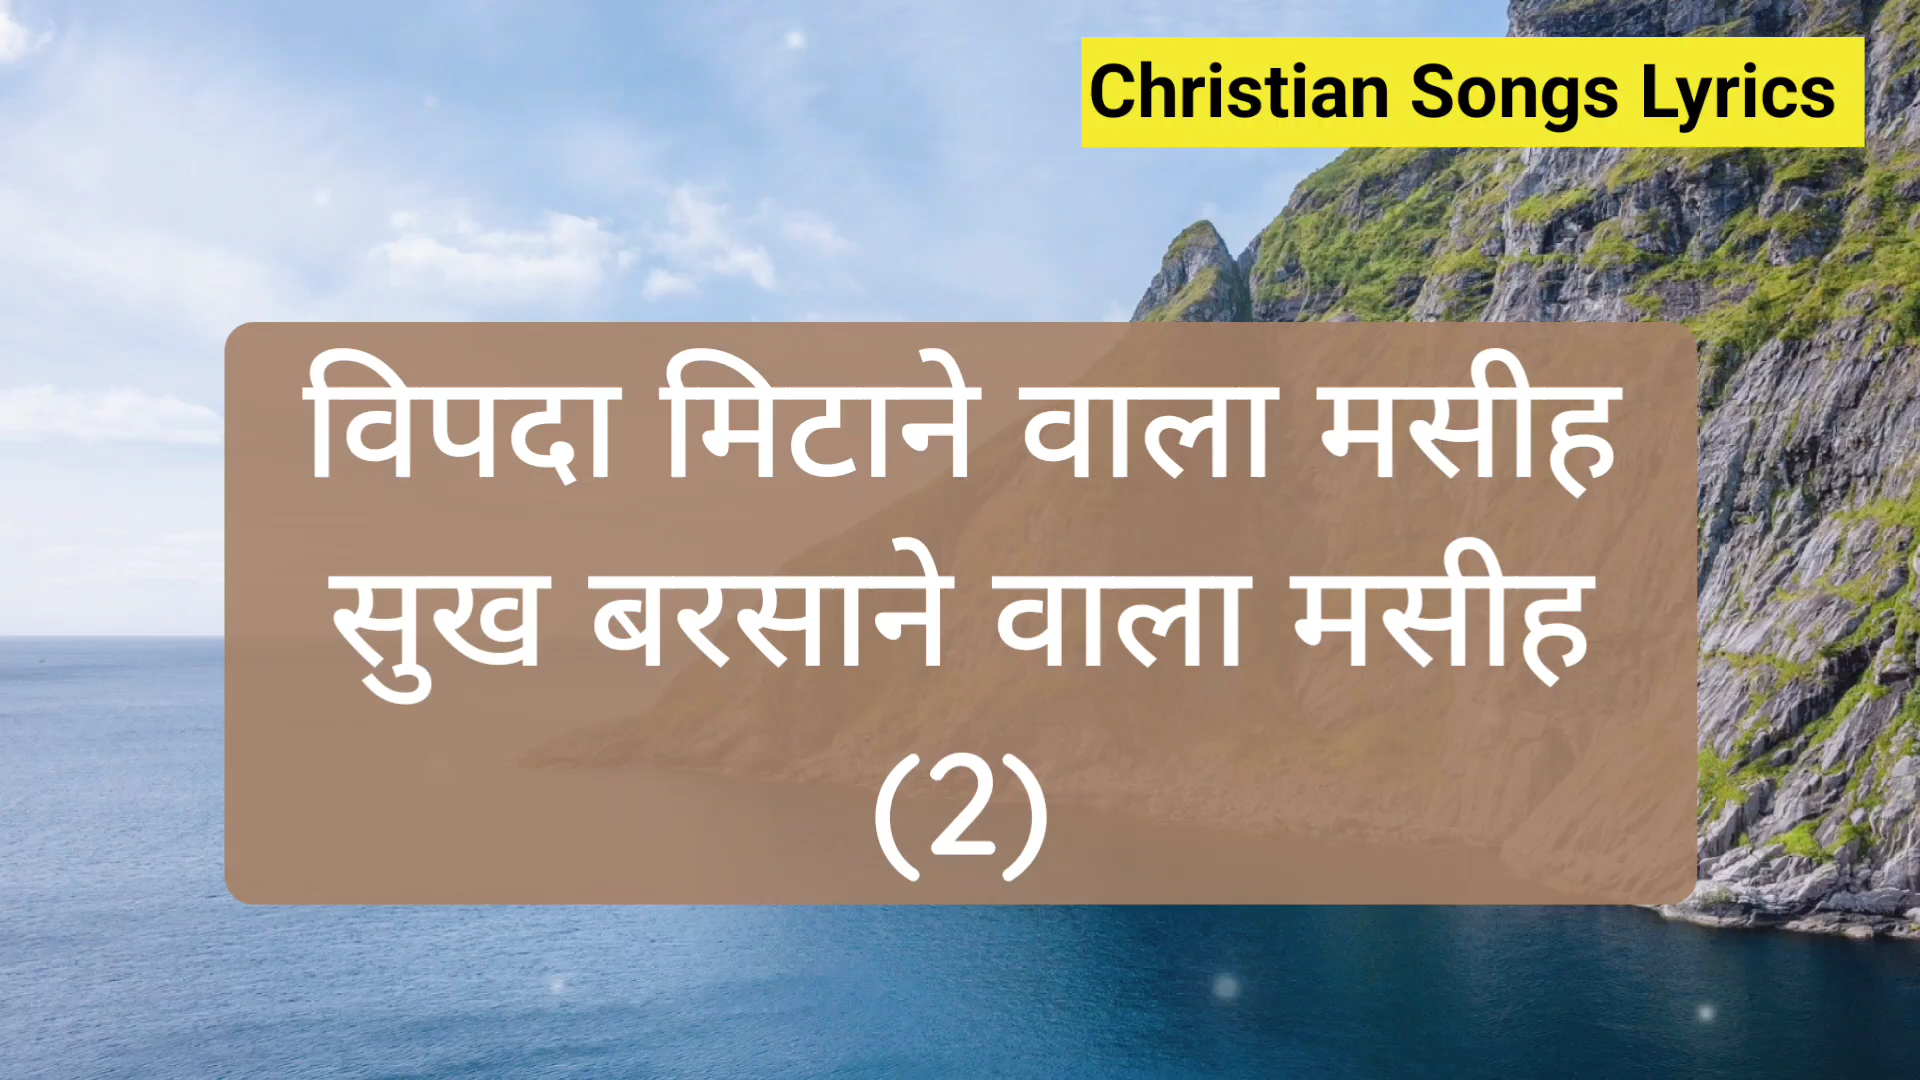 Christian Songs Lyrics
विपदा मिटाने वाला मसीह
सुख बरसाने वाला मसीह
(2)